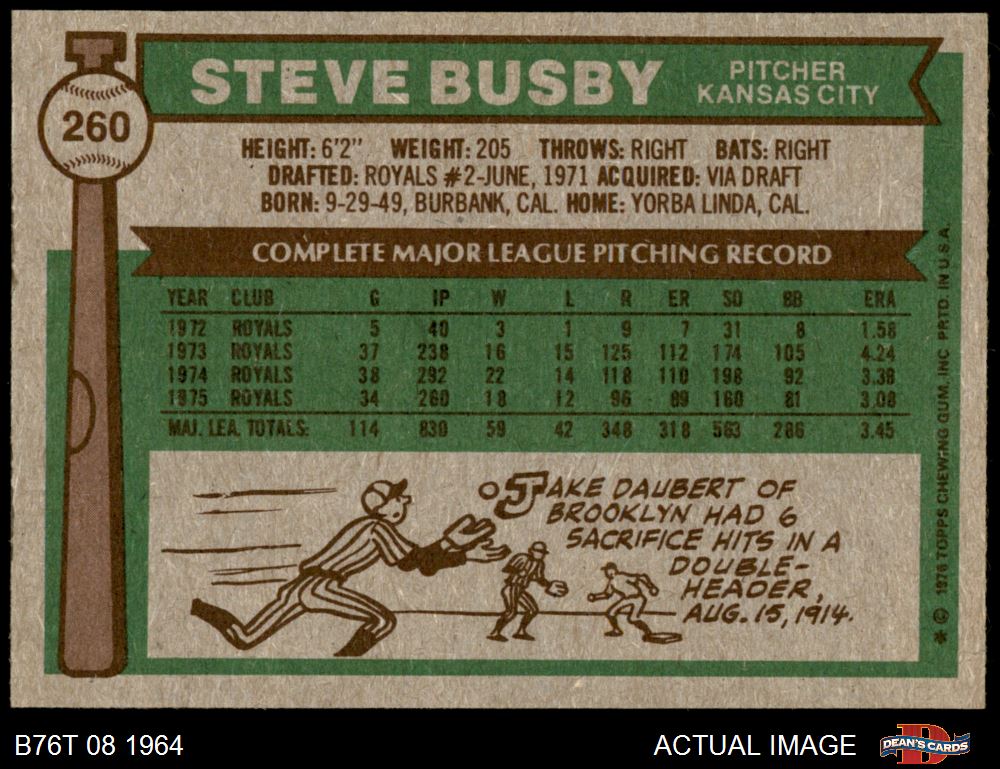 STEVE BUSBY
PITCHER
KANSAS CITY
260
HEIGHT: 6'2" WEIGHT: 205 THROWS: RIGHT BATS: RIGHT
DRAFTED: ROYALS #2-JUNE, 1971 ACQUIRED: VIA DRAFT
BORN: 9-29-49, BURBANK, CAL. HOME: YORBA LINDA, CAL.
COMPLETE MAJOR LEAGUE PITCHING RECORD
YEAR CLUB G IP W L R ER SO BB ERA
1972 ROYALS 5 40 3 1 9 7 31 8 1.58
1973 ROYALS 37 238 16 15 125 112 174 105 4.24
1974 ROYALS 38 292 22 14 118 110 198 92 3.38
1975 ROYALS 34 260 18 12 96 89 160 81 3.08
MAJ. LEA. TOTALS: 114 830 59 42 348 318 563 286 3.45
JAKE DAUBERT OF
BROOKLYN HAD 6
SACRIFICE HITS IN A
DOUBLE-
HEADER,
AUG. 15, 1914.
* © 1976 TOPPS CHEWING GUM, INC. PRTD. IN U.S.A.
B76T 08 1964
ACTUAL IMAGE
D
DEAN'S CARDS